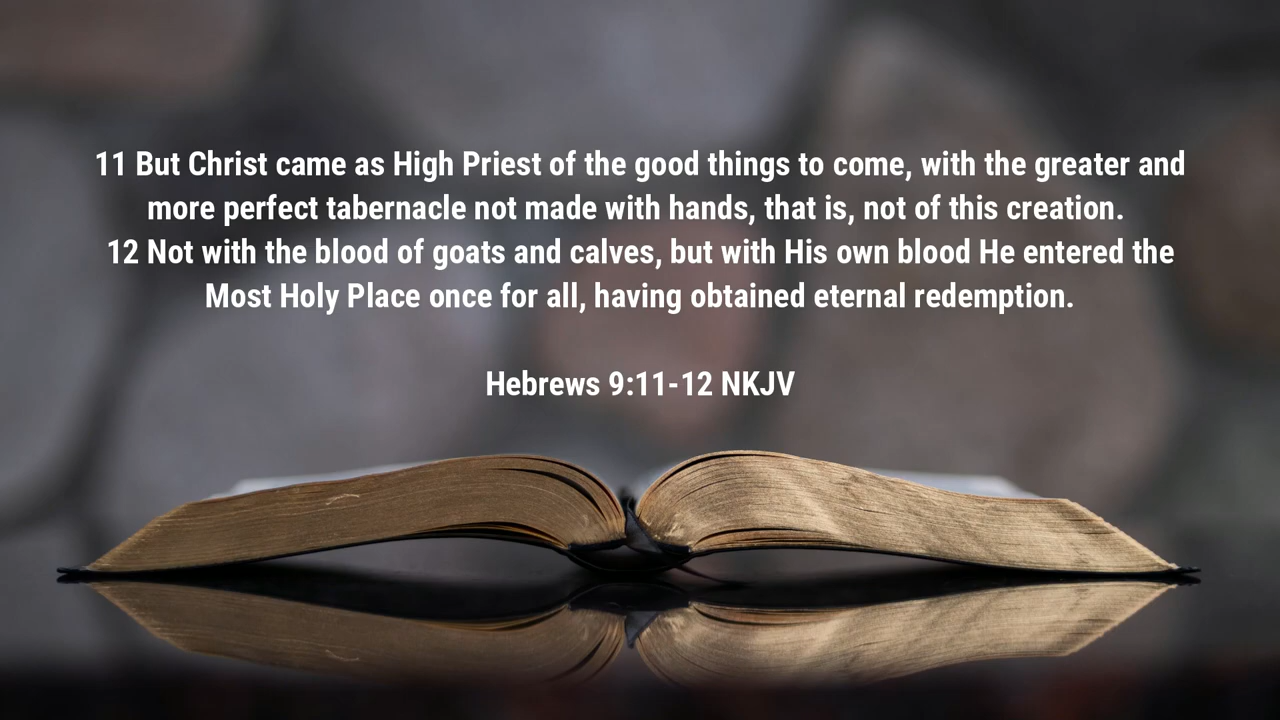 11 But Christ came as High Priest of the good things to come, with the greater and
more perfect tabernacle not made with hands, that is, not of this creation.
12 Not with the blood of goats and calves, but with His own blood He entered the
Most Holy Place once for all, having obtained eternal redemption.
Hebrews 9:11-12 NKJV